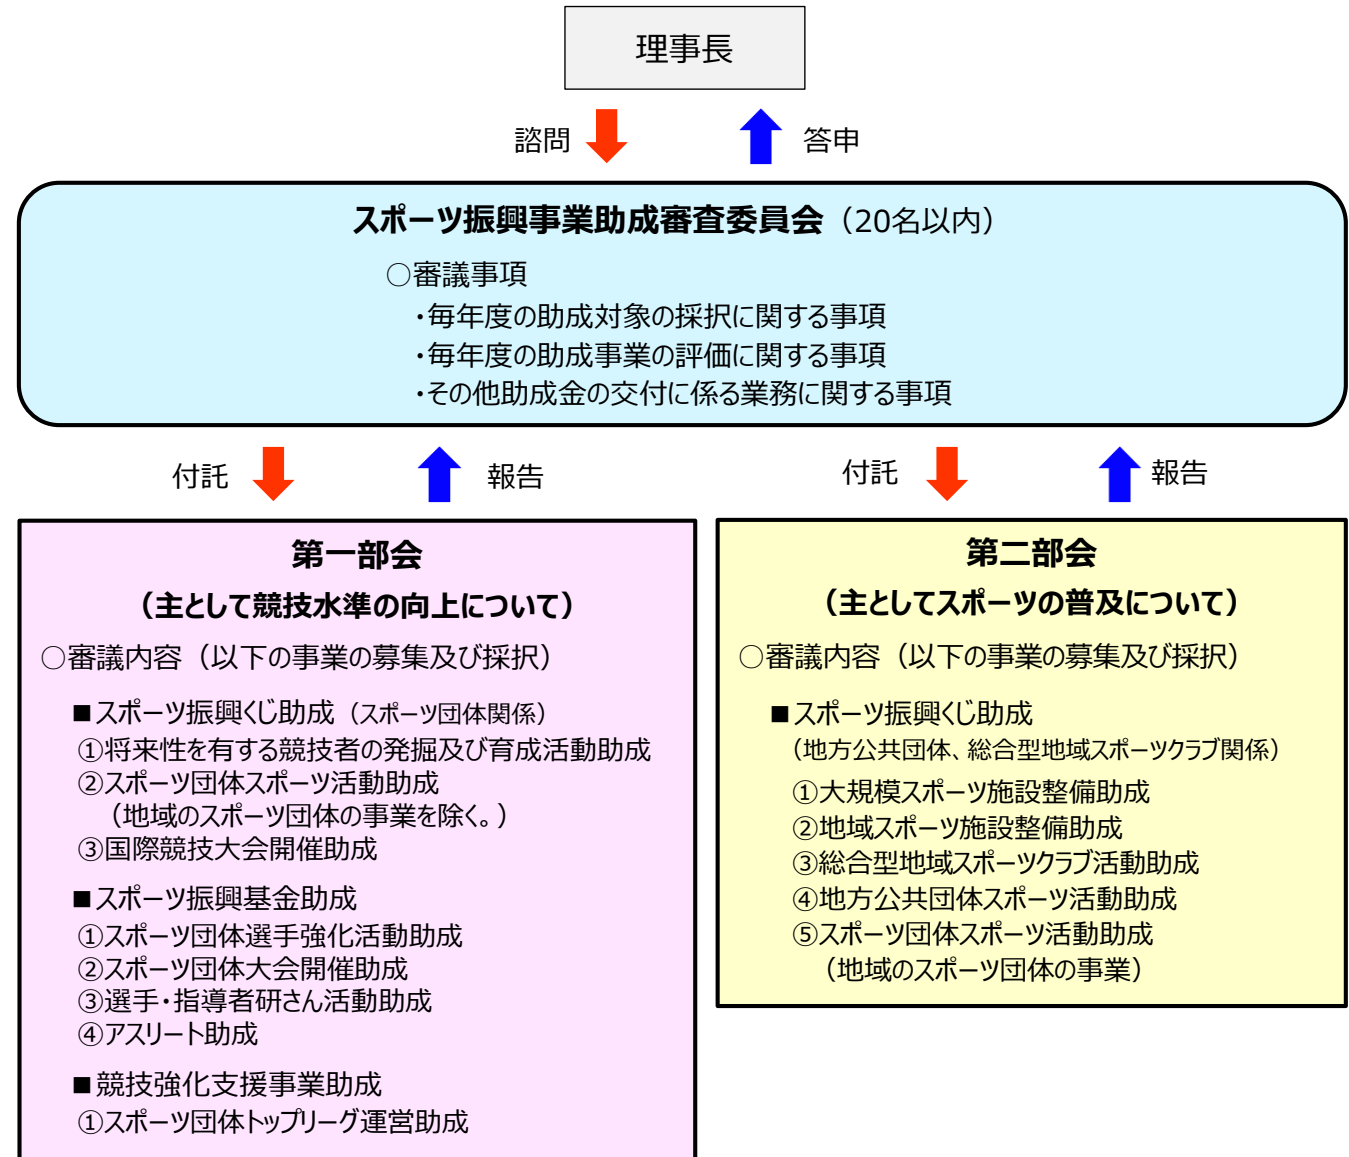 理事長
諮問
答申
スポーツ振興事業助成審査委員会（20名以内）
○審議事項
・毎年度の助成対象の採択に関する事項
・毎年度の助成事業の評価に関する事項
・その他助成金の交付に係る業務に関する事項
付託
報告
付託
報告
第一部会
（主として競技水準の向上について）
○審議内容（以下の事業の募集及び採択）
■スポーツ振興くじ助成（スポーツ団体関係）
①将来性を有する競技者の発掘及び育成活動助成
②スポーツ団体スポーツ活動助成
（地域のスポーツ団体の事業を除く。）
③国際競技大会開催助成
■スポーツ振興基金助成
①スポーツ団体選手強化活動助成
②スポーツ団体大会開催助成
③選手・指導者研さん活動助成
④アスリート助成
■競技強化支援事業助成
①スポーツ団体トップリーグ運営助成
第二部会
（主としてスポーツの普及について）
○審議内容（以下の事業の募集及び採択）
■スポーツ振興くじ助成
（地方公共団体、総合型地域スポーツクラブ関係）
①大規模スポーツ施設整備助成
②地域スポーツ施設整備助成
③総合型地域スポーツクラブ活動助成
④地方公共団体スポーツ活動助成
⑤スポーツ団体スポーツ活動助成
（地域のスポーツ団体の事業）